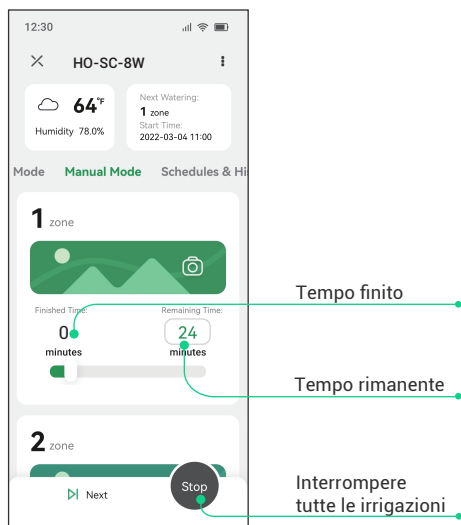 12:30
HO-SC-8W
64°F
Humidity 78.0%
Next Watering:
1 zone
Start Time:
2022-03-04 11:00
Mode Manual Mode Schedules & Hi
1 zone
Finished Time: Remaining Time:
0 24
minutes minutes
Tempo finito
Tempo rimanente
2 zone
Next
Stop
Interrompere
tutte le irrigazioni